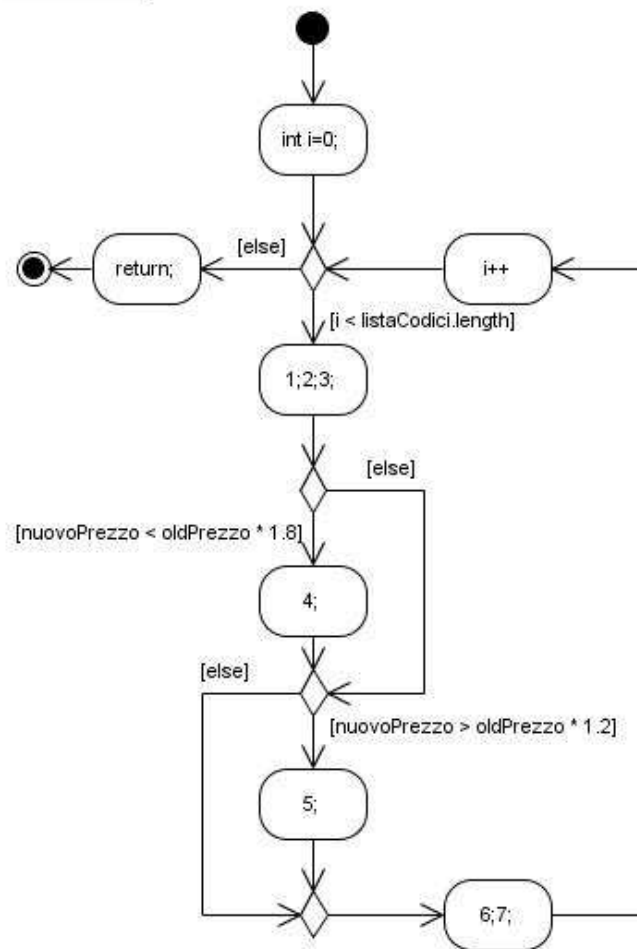 int i=0;
[else]
return;
i++
[i < listaCodici.length]
1;2;3;
[else]
[nuovoPrezzo < oldPrezzo * 1.8]
4;
[else]
[nuovoPrezzo > oldPrezzo * 1.2]
5;
6;7;